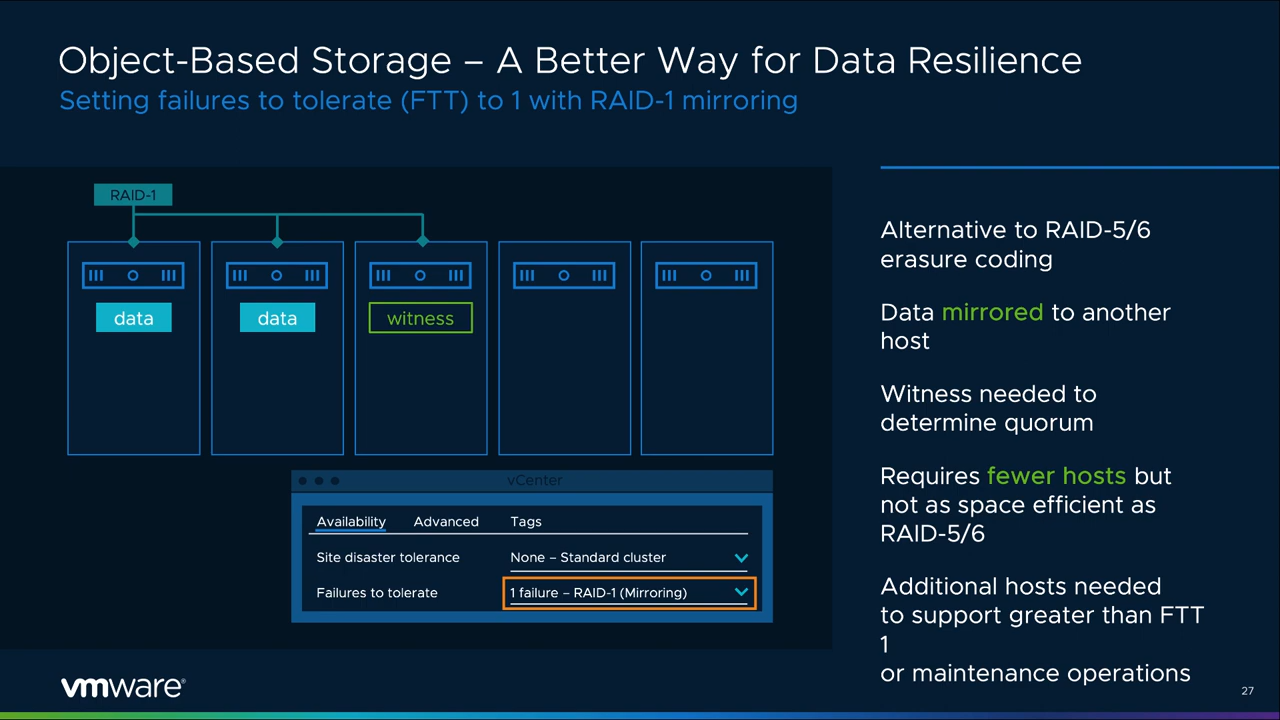 Object-Based Storage – A Better Way for Data Resilience
Setting failures to tolerate (FTT) to 1 with RAID-1 mirroring
RAID-1
data
data
witness
vCenter
Availability Advanced Tags
Site disaster tolerance None – Standard cluster
Failures to tolerate 1 failure – RAID-1 (Mirroring)
Alternative to RAID-5/6
erasure coding
Data mirrored to another
host
Witness needed to
determine quorum
Requires fewer hosts but
not as space efficient as
RAID-5/6
Additional hosts needed
to support greater than FTT
1
or maintenance operations
vmware®
27